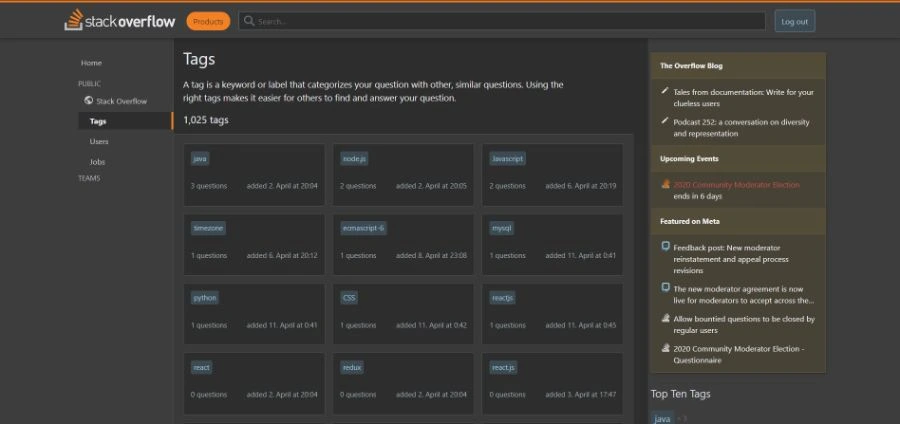 stackoverflow
Products
Search...
Log out
Home
PUBLIC
Stack Overflow
Tags
Users
Jobs
TEAMS
Tags
A tag is a keyword or label that categorizes your question with other, similar questions. Using the
right tags makes it easier for others to find and answer your question.
1,025 tags
java
3 questions added 2. April at 20:04
node.js
2 questions added 2. April at 20:05
Javascript
2 questions added 6. April at 20:19
timezone
1 questions added 6. April at 20:12
ecmascript-6
1 questions added 8. April at 23:08
mysql
1 questions added 11. April at 0:41
python
1 questions added 11. April at 0:41
CSS
1 questions added 11. April at 0:42
reactjs
1 questions added 11. April at 0:45
react
0 questions added 2. April at 20:04
redux
0 questions added 2. April at 20:04
react.js
0 questions added 3. April at 17:47
The Overflow Blog
Tales from documentation: Write for your
clueless users
Podcast 252: a conversation on diversity
and representation
Upcoming Events
2020 Community Moderator Election
ends in 6 days
Featured on Meta
Feedback post: New moderator
reinstatement and appeal process
revisions
The new moderator agreement is now
live for moderators to accept across the...
Allow bountied questions to be closed by
regular users
2020 Community Moderator Election -
Questionnaire
Top Ten Tags
java × 3